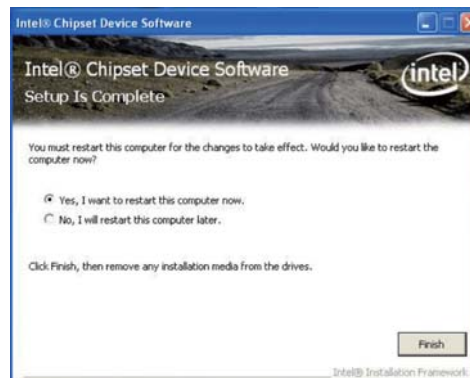 Intel® Chipset Device Software
Intel® Chipset Device Software
intel
Setup Is Complete
You must restart this computer for the changes to take effect. Would you like to restart the
computer now?
Yes, I want to restart this computer now.
No, I will restart this computer later.
Click Finish, then remove any installation media from the drives.
Finish
Intel® Installation Framework